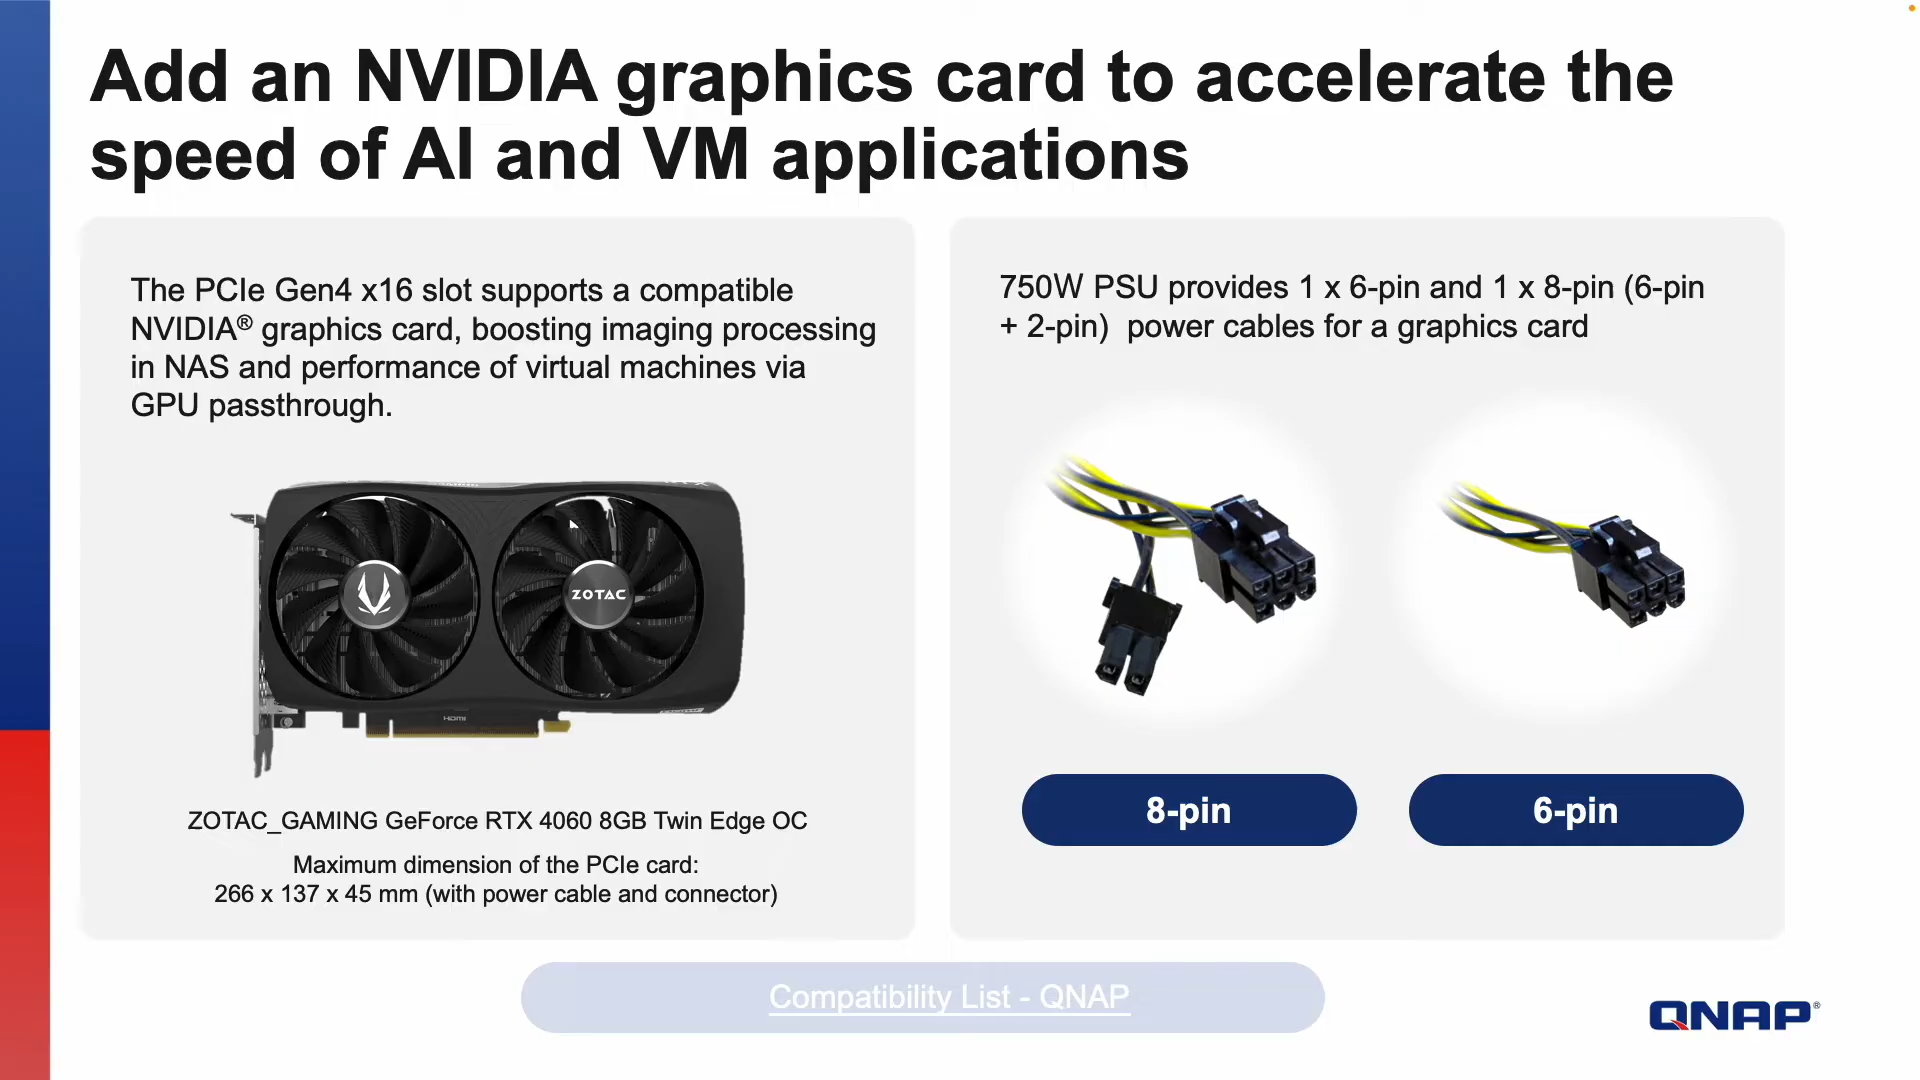 Add an NVIDIA graphics card to accelerate the
speed of AI and VM applications
The PCIe Gen4 x16 slot supports a compatible
NVIDIA® graphics card, boosting imaging processing
in NAS and performance of virtual machines via
GPU passthrough.
ZOTAC
HDMI
ZOTAC_GAMING GeForce RTX 4060 8GB Twin Edge OC
Maximum dimension of the PCIe card:
266 x 137 x 45 mm (with power cable and connector)
750W PSU provides 1 x 6-pin and 1 x 8-pin (6-pin
+ 2-pin)  power cables for a graphics card
8-pin
6-pin
Compatibility List - QNAP
QNAP®